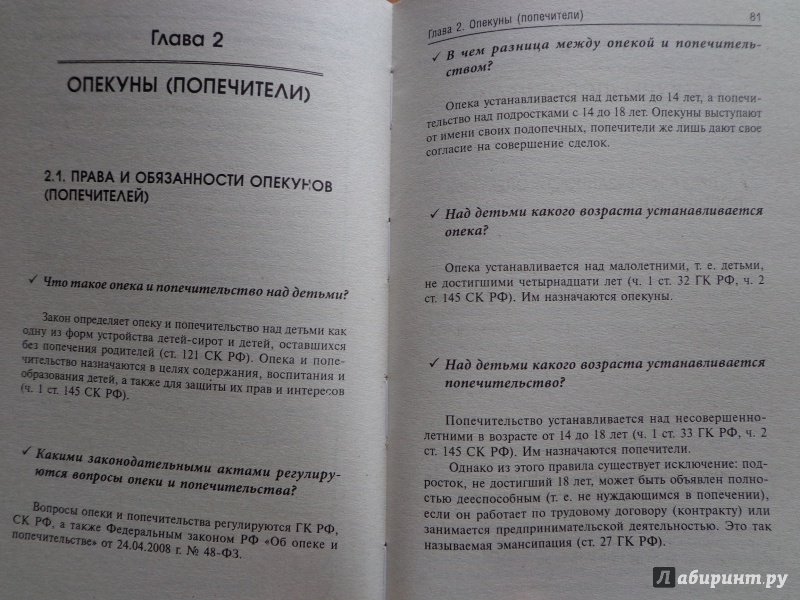 Глава 2
ОПЕКУНЫ (ПОПЕЧИТЕЛИ)
2.1. ПРАВА И ОБЯЗАННОСТИ ОПЕКУНОВ
(ПОПЕЧИТЕЛЕЙ)
✓ Что такое опека и попечительство над детьми?
Закон определяет опеку и попечительство над детьми как
одну из форм устройства детей-сирот и детей, оставшихся
без попечения родителей (ст. 121 СК РФ). Опека и попе-
чительство назначаются в целях содержания, воспитания и
образования детей, а также для защиты их прав и интересов
(ч. 1 ст. 145 СК РФ).
✓ Какими законодательными актами регулиру-
ются вопросы опеки и попечительства?
Вопросы опеки и попечительства регулируются ГК РФ,
СК РФ, а также Федеральным законом РФ «Об опеке и
попечительстве» от 24.04.2008 г. № 48-ФЗ.
Глава 2. Опекуны (попечители) 81
✓ В чем разница между опекой и попечитель-
ством?
Опека устанавливается над детьми до 14 лет, а попечи-
тельство над подростками с 14 до 18 лет. Опекуны выступают
от имени своих подопечных, попечители же лишь дают свое
согласие на совершение сделок.
✓ Над детьми какого возраста устанавливается
опека?
Опека устанавливается над малолетними, т. е. детьми,
не достигшими четырнадцати лет (ч. 1 ст. 32 ГК РФ, ч. 2
ст. 145 СК РФ). Им назначаются опекуны.
✓ Над детьми какого возраста устанавливается
попечительство?
Попечительство устанавливается над несовершенно-
летними в возрасте от 14 до 18 лет (ч. 1 ст. 33 ГК РФ, ч. 2
ст. 145 СК РФ). Им назначаются попечители.
Однако из этого правила существует исключение: под-
росток, не достигший 18 лет, может быть объявлен полно-
стью дееспособным (т. е. не нуждающимся в попечении),
если он работает по трудовому договору (контракту) или
занимается предпринимательской деятельностью. Это так
называемая эмансипация (ст. 27 ГК РФ).
Лабиринт.ру